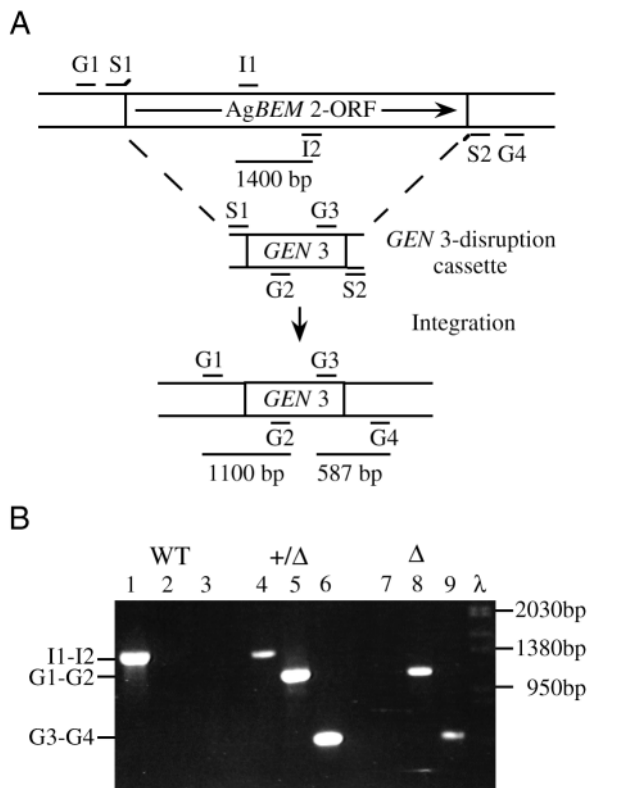 A
G1 S1 I1
AgBEM 2-ORF
I2
S2 G4
1400 bp
S1 G3
GEN 3
GEN 3-disruption
cassette
G2 S2
Integration
G1 G3
GEN 3
G2 G4
1100 bp 587 bp
B
WT +/Δ Δ
1 2 3 4 5 6 7 8 9 λ
2030bp
1380bp
I1-I2
G1-G2
950bp
G3-G4